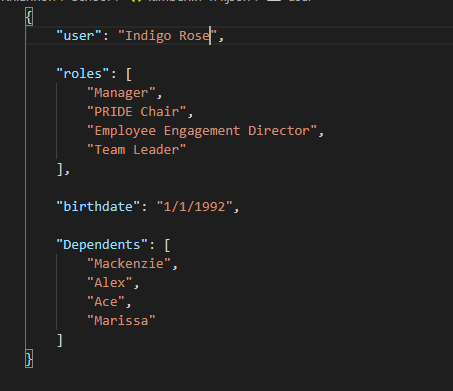 {
"user": "Indigo Rose",
"roles": [
"Manager",
"PRIDE Chair",
"Employee Engagement Director",
"Team Leader"
],
"birthdate": "1/1/1992",
"Dependents": [
"Mackenzie",
"Alex",
"Ace",
"Marissa"
]
}